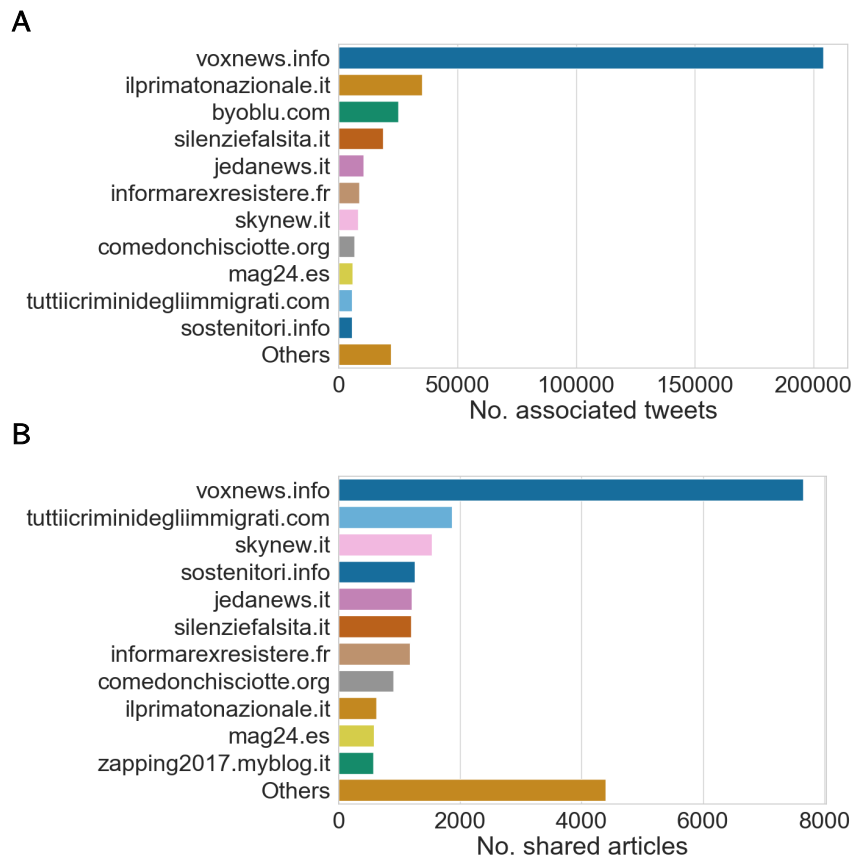 A
voxnews.info
ilprimatonazionale.it
byoblu.com
silenziefalsita.it
jedanews.it
informarexresistere.fr
skynew.it
comedonchisciotte.org
mag24.es
tuttiicriminidegliimmigrati.com
sostenitori.info
Others
0 50000 100000 150000 200000
No. associated tweets
B
voxnews.info
tuttiicriminidegliimmigrati.com
skynew.it
sostenitori.info
jedanews.it
silenziefalsita.it
informarexresistere.fr
comedonchisciotte.org
ilprimatonazionale.it
mag24.es
zapping2017.myblog.it
Others
0 2000 4000 6000 8000
No. shared articles